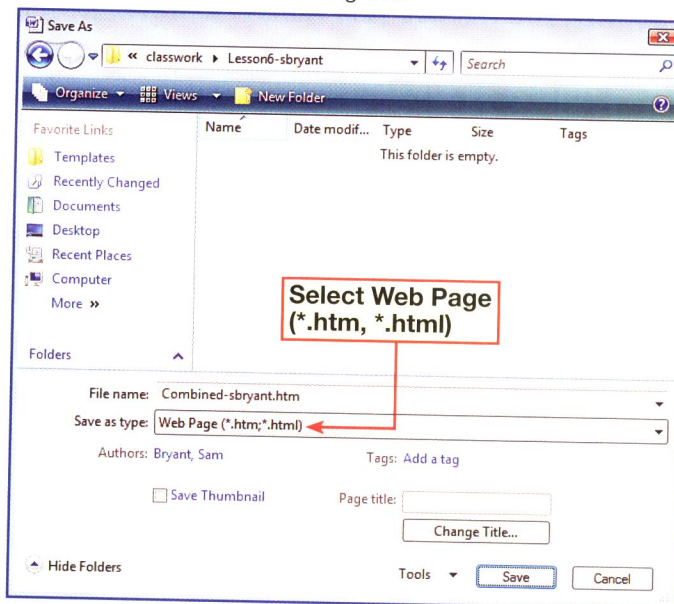 Save As
« classwork ▸ Lesson6-sbryant
Search
Organize
Views
New Folder
Favorite Links
Name Date modif... Type Size Tags
This folder is empty.
Templates
Recently Changed
Documents
Desktop
Recent Places
Computer
More »
Select Web Page
(*.htm, *.html)
Folders
File name: Combined-sbryant.htm
Save as type: Web Page (*.htm;*.html)
Authors: Bryant, Sam
Tags: Add a tag
Save Thumbnail
Page title:
Change Title...
Hide Folders
Tools
Save
Cancel